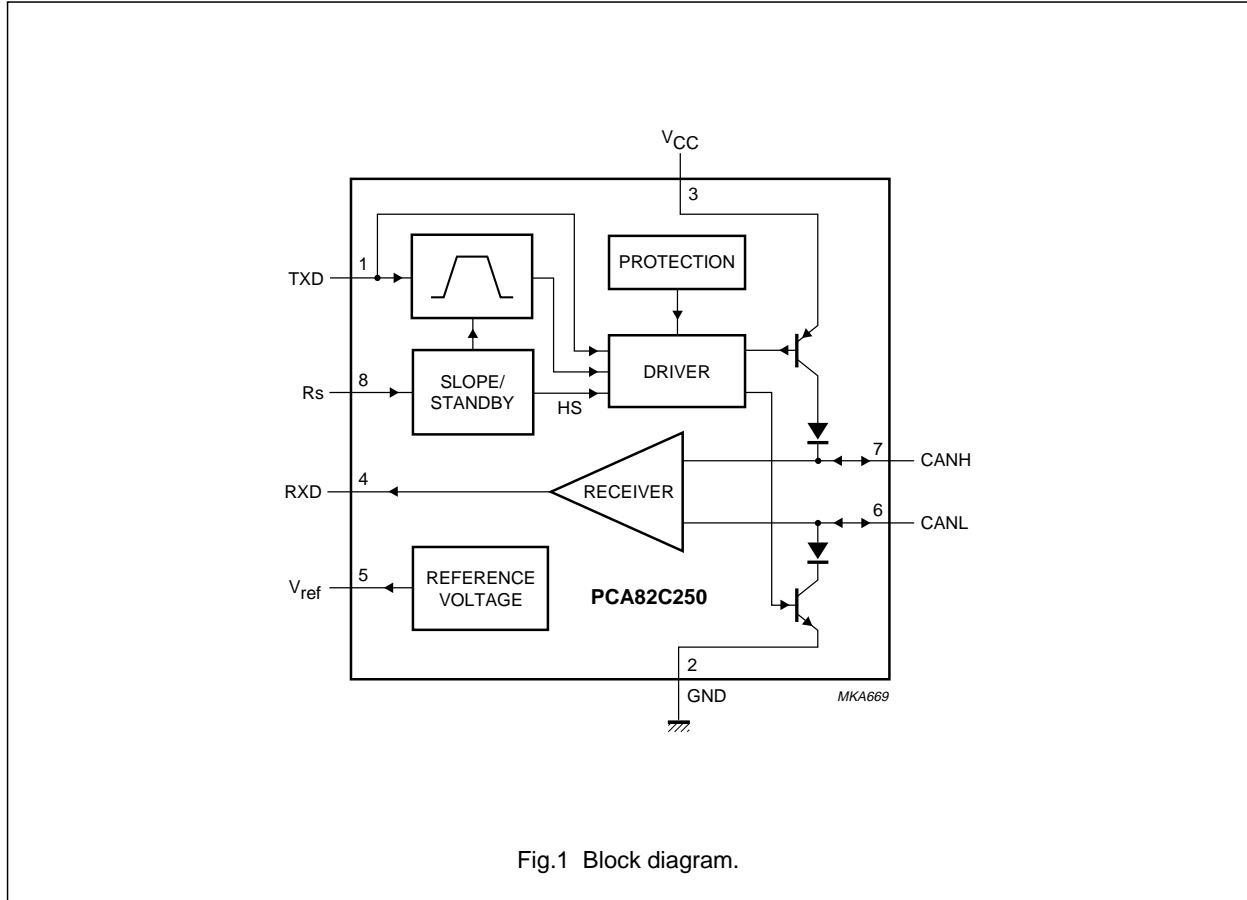 VCC
3
1
TXD
PROTECTION
DRIVER
8
Rs
SLOPE/
STANDBY
HS
7
CANH
4
RXD
RECEIVER
6
CANL
5
Vref
REFERENCE
VOLTAGE
PCA82C250
2
GND
MKA669
Fig.1 Block diagram.